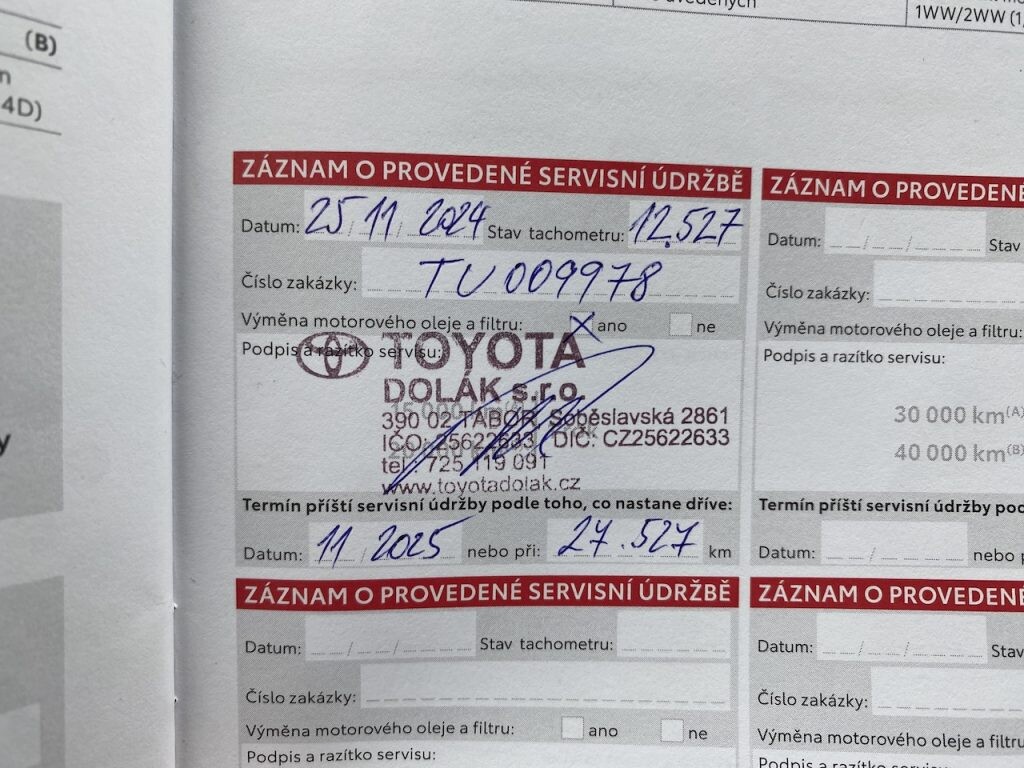 (B)
4D)
uvedených
1WW/2WW (1
ZÁZNAM O PROVEDENÉ SERVISNÍ ÚDRŽBĚ
Datum: 25/11/2024 Stav tachometru: 12.527
Číslo zakázky: TU009978
Výměna motorového oleje a filtru: X ano ne
Podpis a razítko servisu:
TOYOTA
DOLÁK s.r.o.
390 02 TÁBOR, Soběslavská 2861
IČO: 25622633 DIČ: CZ25622633
tel.: 725 119 091
www.toyotadolak.cz
Termín příští servisní údržby podle toho, co nastane dříve:
Datum: 11/2025 nebo při: 27.527 km
ZÁZNAM O PROVEDENÉ
Datum: Stav
Číslo zakázky:
Výměna motorového oleje a filtru:
Podpis a razítko servisu:
30 000 km(A)
40 000 km(B)
Termín příští servisní údržby
Datum: nebo p
ZÁZNAM O PROVEDENÉ SERVISNÍ ÚDRŽBĚ
Datum: Stav tachometru:
Číslo zakázky:
Výměna motorového oleje a filtru: ano ne
Podpis a razítko servisu:
ZÁZNAM O PROVEDENÉ
Datum: Stav
Číslo zakázky:
Výměna motorového oleje a filtru
Podpis a razítko servisu: